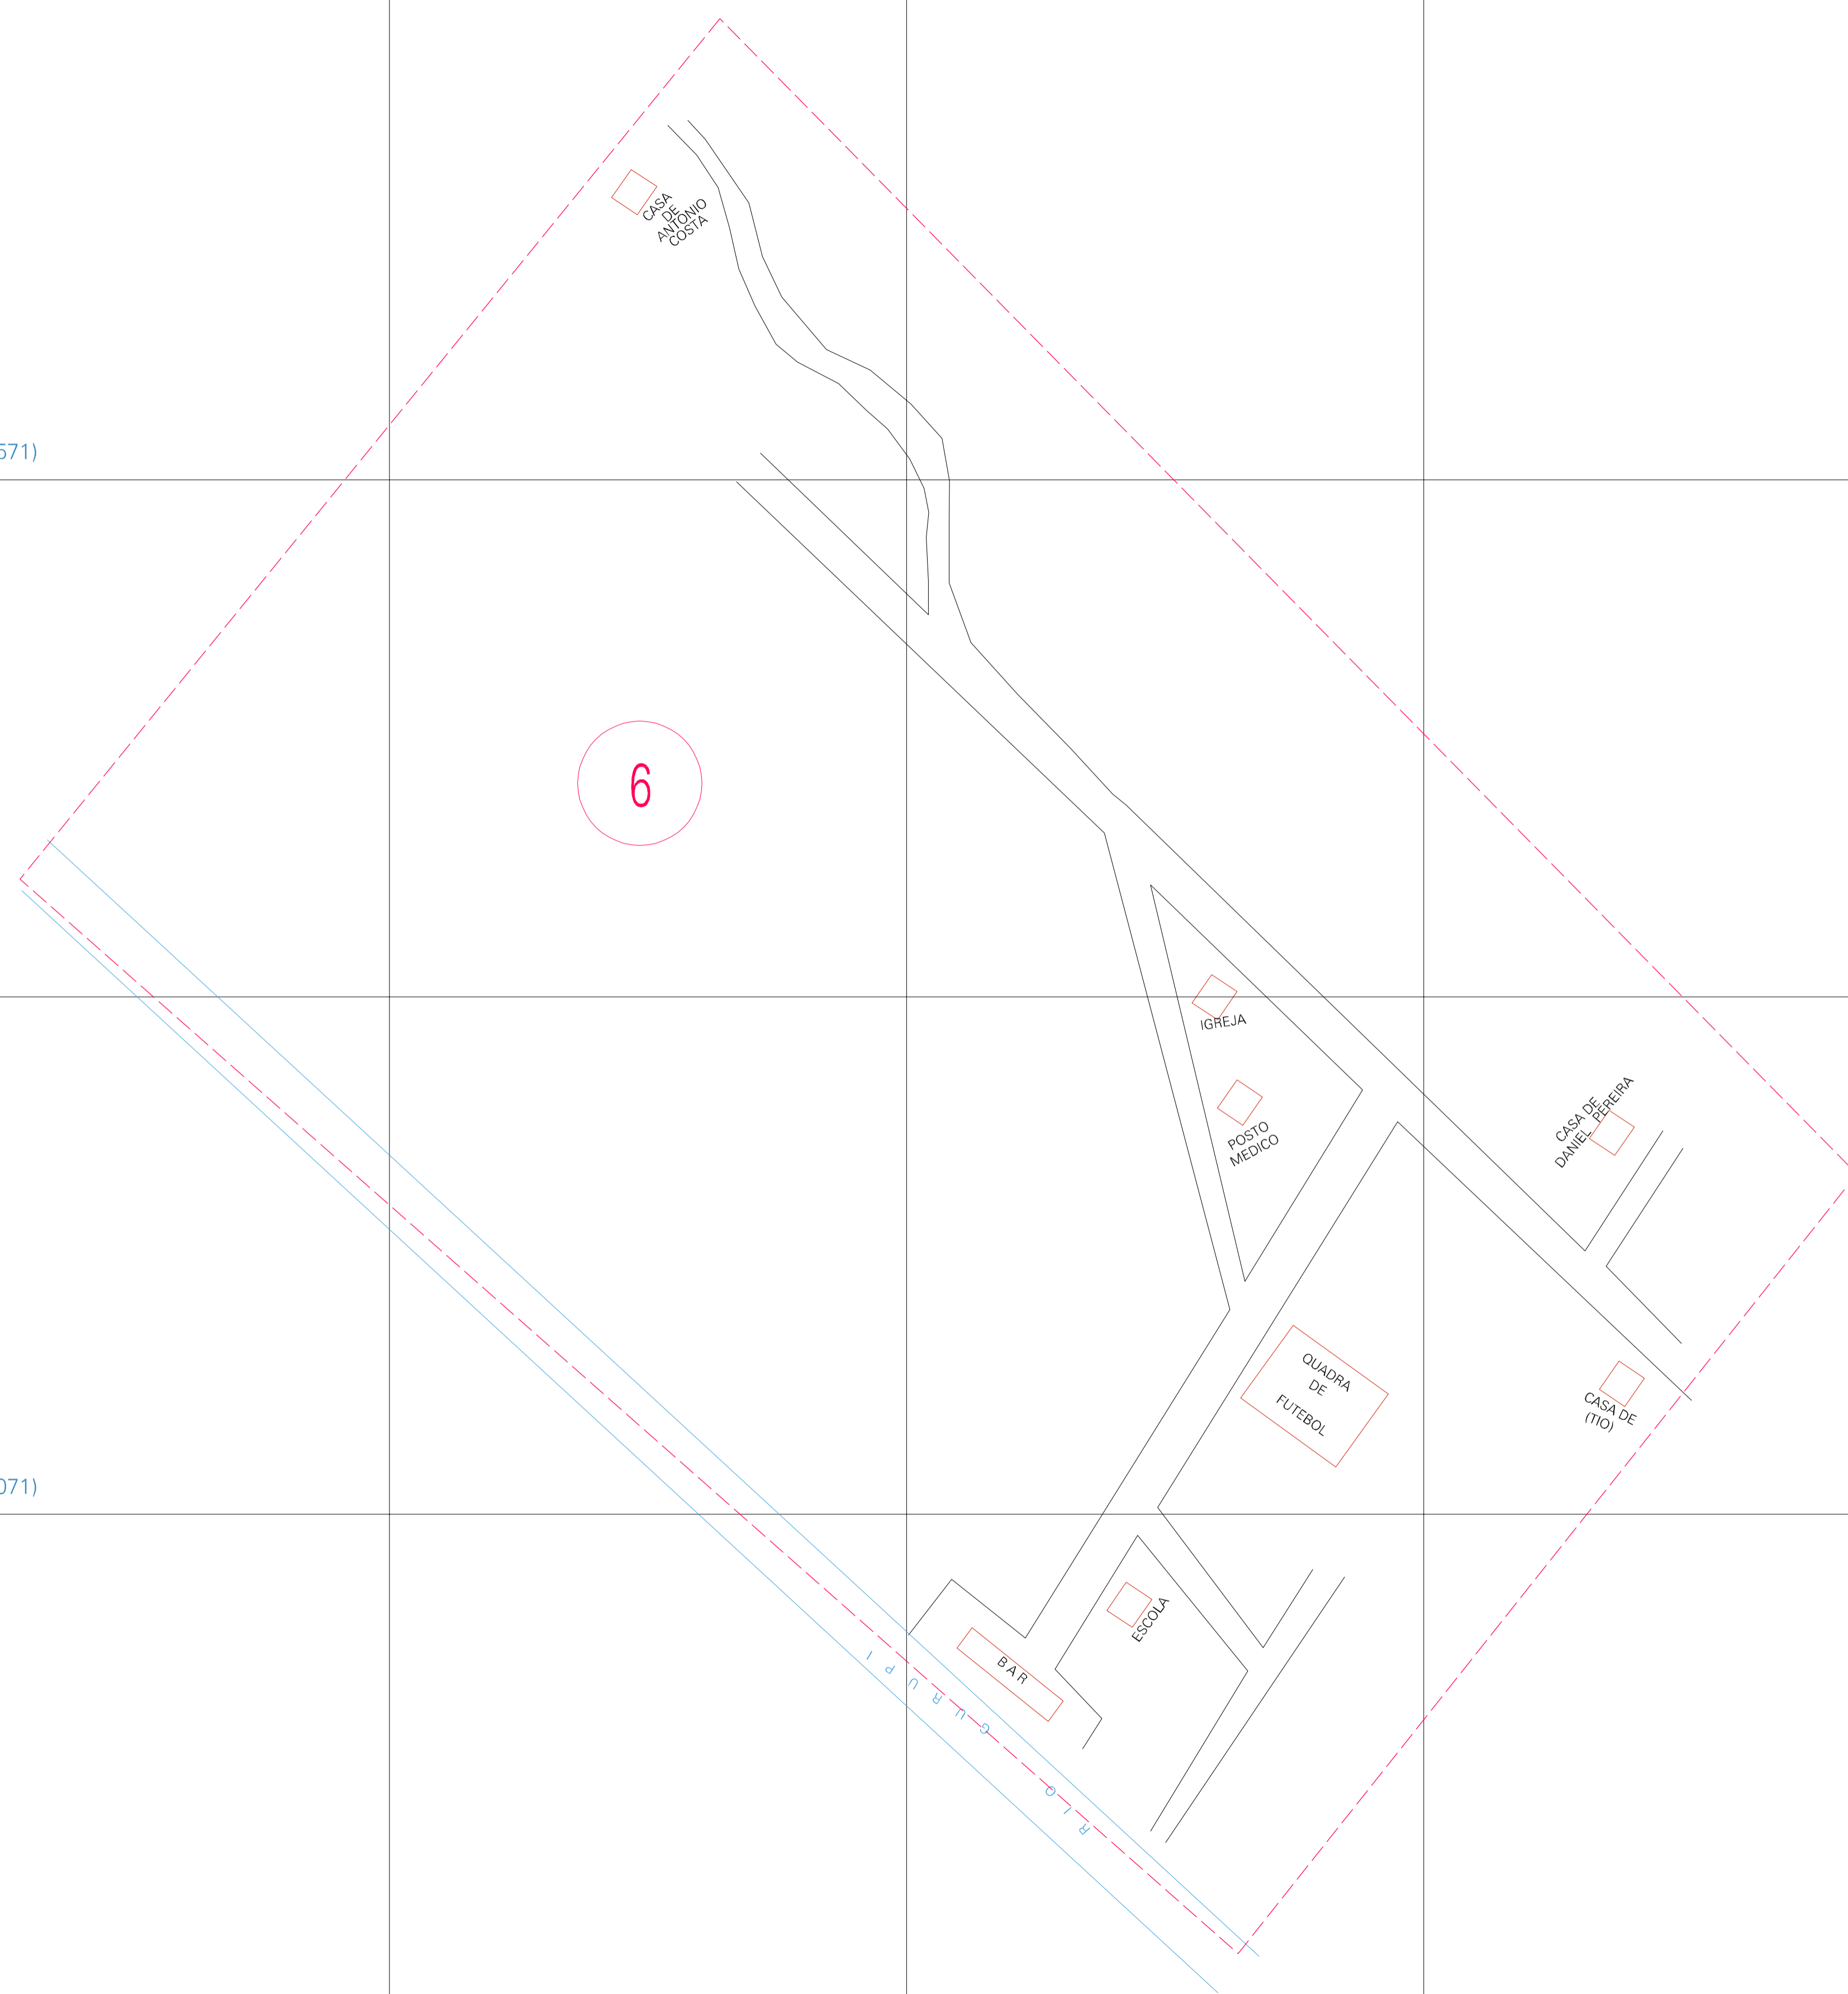 CASA
DE
ANTONIO
COSTA
571)
6
IGREJA
POSTO
MEDICO
CASA DE
DANIEL PEREIRA
QUADRA
DE
FUTEBOL
CASA DE
(TIO)
071)
ESCOLA
BAR
RIO GURUPI